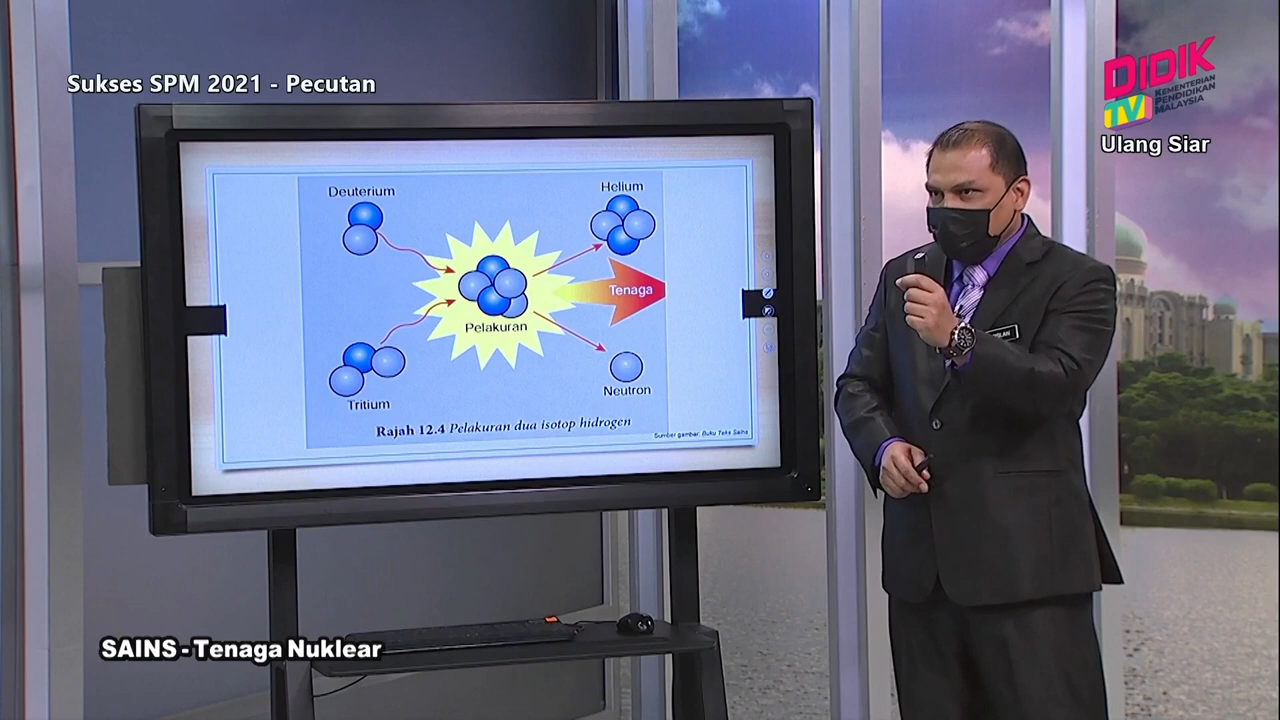 Sukses SPM 2021 - Pecutan
DIDIK
TV
KEMENTERIAN
PENDIDIKAN
MALAYSIA
Ulang Siar
Deuterium
Helium
Tenaga
Pelakuran
Neutron
Tritium
Rajah 12.4 Pelakuran dua isotop hidrogen
Sumber gambar: Buku Teks Sains
SAINS - Tenaga Nuklear